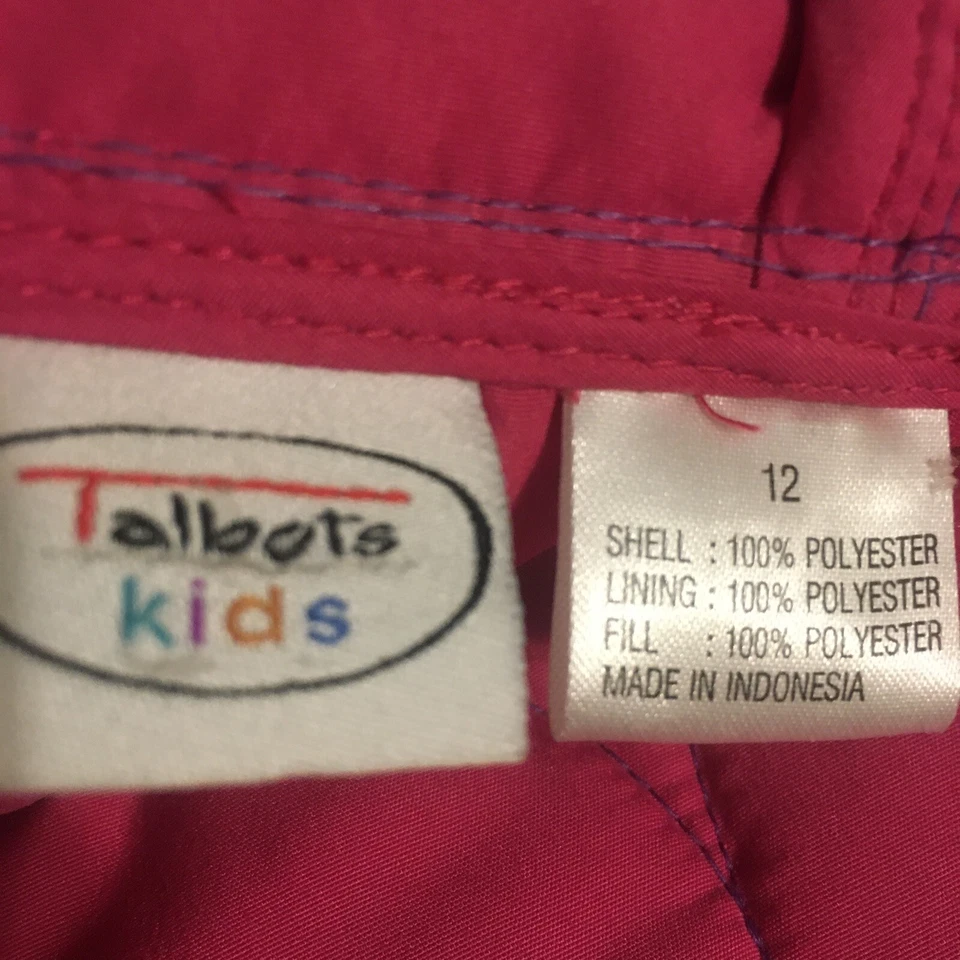 Talbots
kids
12
SHELL : 100% POLYESTER
LINING : 100% POLYESTER
FILL : 100% POLYESTER
MADE IN INDONESIA